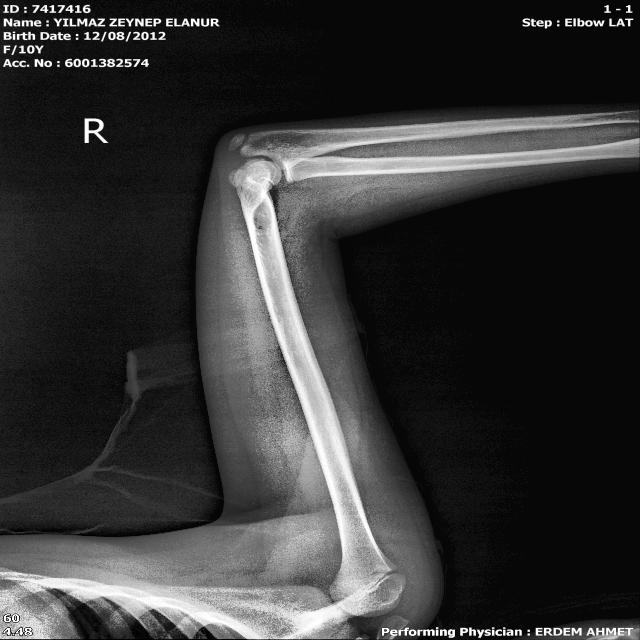 ID : 7417416
Name : YILMAZ ZEYNEP ELANUR
Birth Date : 12/08/2012
F/10Y
Acc. No : 6001382574
1 - 1
Step : Elbow LAT
R
60
4.48
Performing Physician : ERDEM AHMET